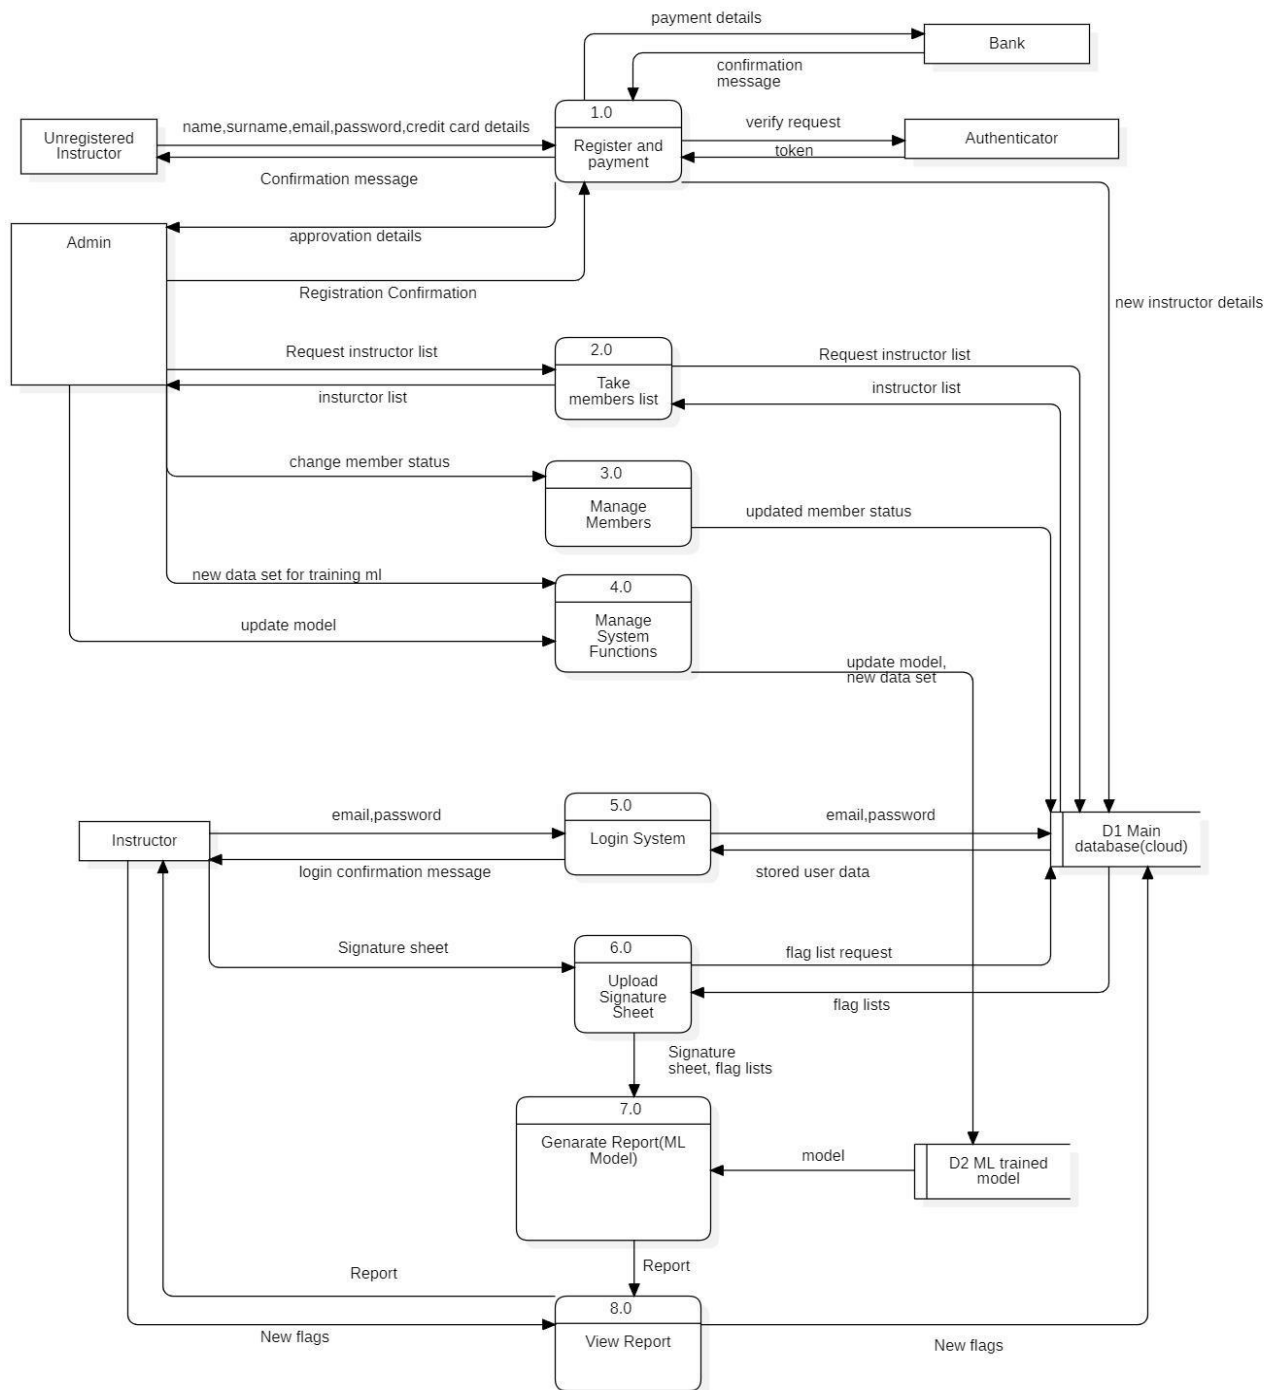 payment details
Bank
confirmation
message
1.0
name,surname,email,password,credit card details
verify request
Unregistered
Instructor
Register and
payment
Authenticator
token
Confirmation message
Admin
approvation details
Registration Confirmation
new instructor details
2.0
Request instructor list
Request instructor list
Take
members list
insturctor list
instructor list
change member status
3.0
Manage
Members
updated member status
new data set for training ml
4.0
Manage
System
Functions
update model
update model,
new data set
5.0
email,password
email,password
Instructor
Login System
D1 Main
database(cloud)
login confirmation message
stored user data
Signature sheet
6.0
flag list request
Upload
Signature
Sheet
flag lists
Signature
sheet, flag lists
7.0
Genarate Report(ML
Model)
model
D2 ML trained
model
Report
Report
8.0
New flags
View Report
New flags